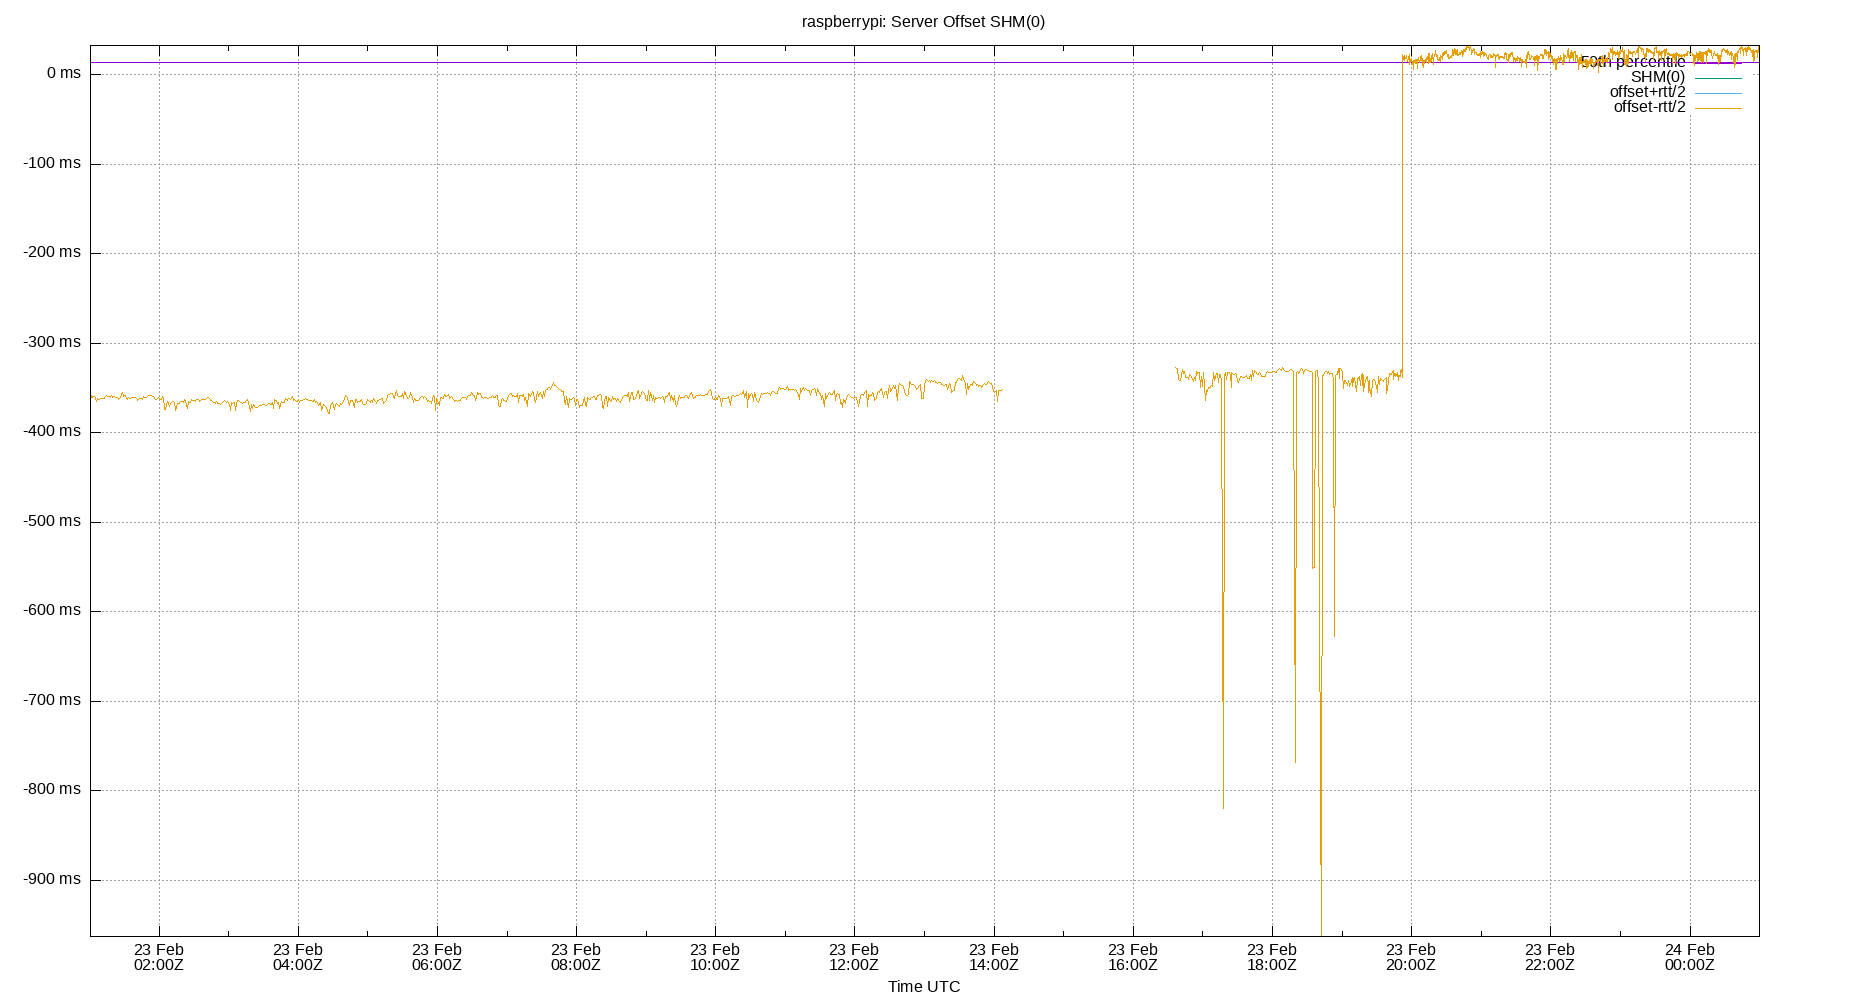 raspberrypi: Server Offset SHM(0)
0 ms
-100 ms
-200 ms
-300 ms
-400 ms
-500 ms
-600 ms
-700 ms
-800 ms
-900 ms
50th percentile
SHM(0)
offset+rtt/2
offset-rtt/2
23 Feb 23 Feb 23 Feb 23 Feb 23 Feb 23 Feb 23 Feb 23 Feb 23 Feb 23 Feb 23 Feb 24 Feb
02:00Z 04:00Z 06:00Z 08:00Z 10:00Z 12:00Z 14:00Z 16:00Z 18:00Z 20:00Z 22:00Z 00:00Z
Time UTC